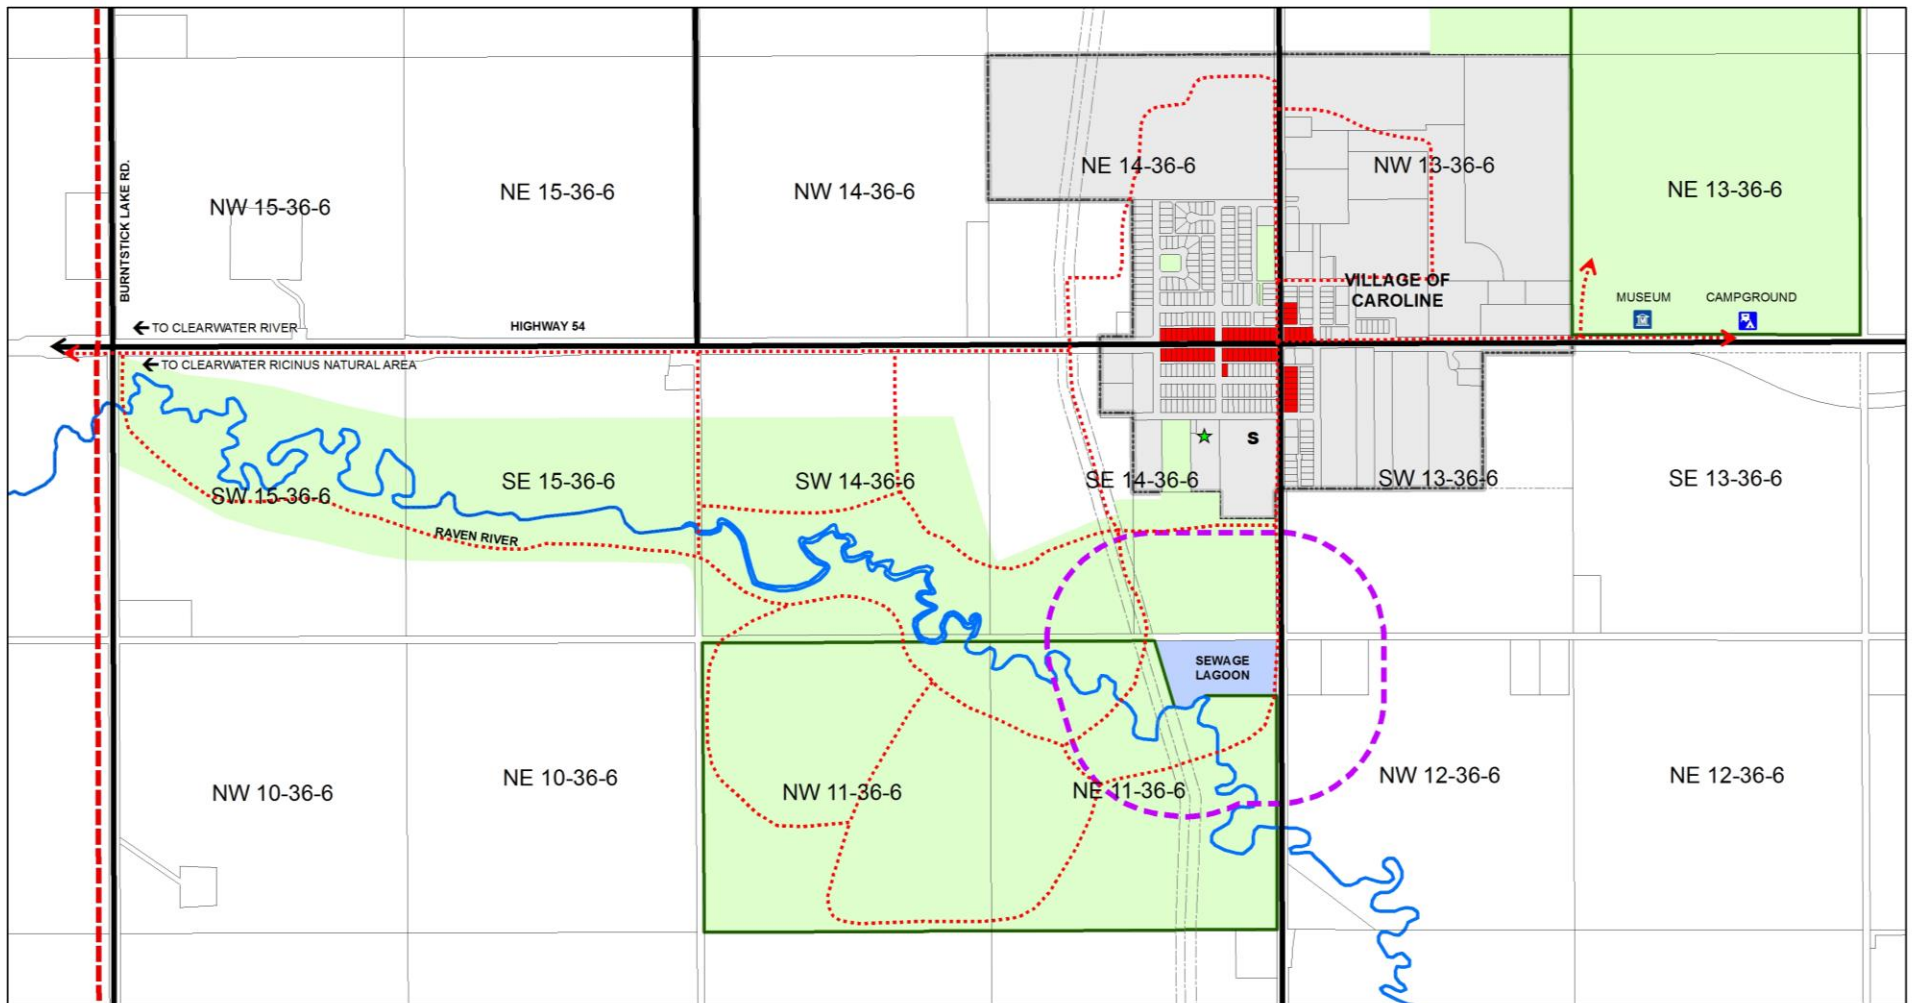 NW 15-36-6
NE 15-36-6
NW 14-36-6
NE 14-36-6
NW 13-36-6
NE 13-36-6
BURNTSTICK LAKE RD.
VILLAGE OF
CAROLINE
MUSEUM
CAMPGROUND
TO CLEARWATER RIVER
HIGHWAY 54
TO CLEARWATER RICINUS NATURAL AREA
S
SW 15-36-6
SE 15-36-6
SW 14-36-6
SE 14-36-6
SW 13-36-6
SE 13-36-6
RAVEN RIVER
SEWAGE
LAGOON
NW 10-36-6
NE 10-36-6
NW 11-36-6
NE 11-36-6
NW 12-36-6
NE 12-36-6